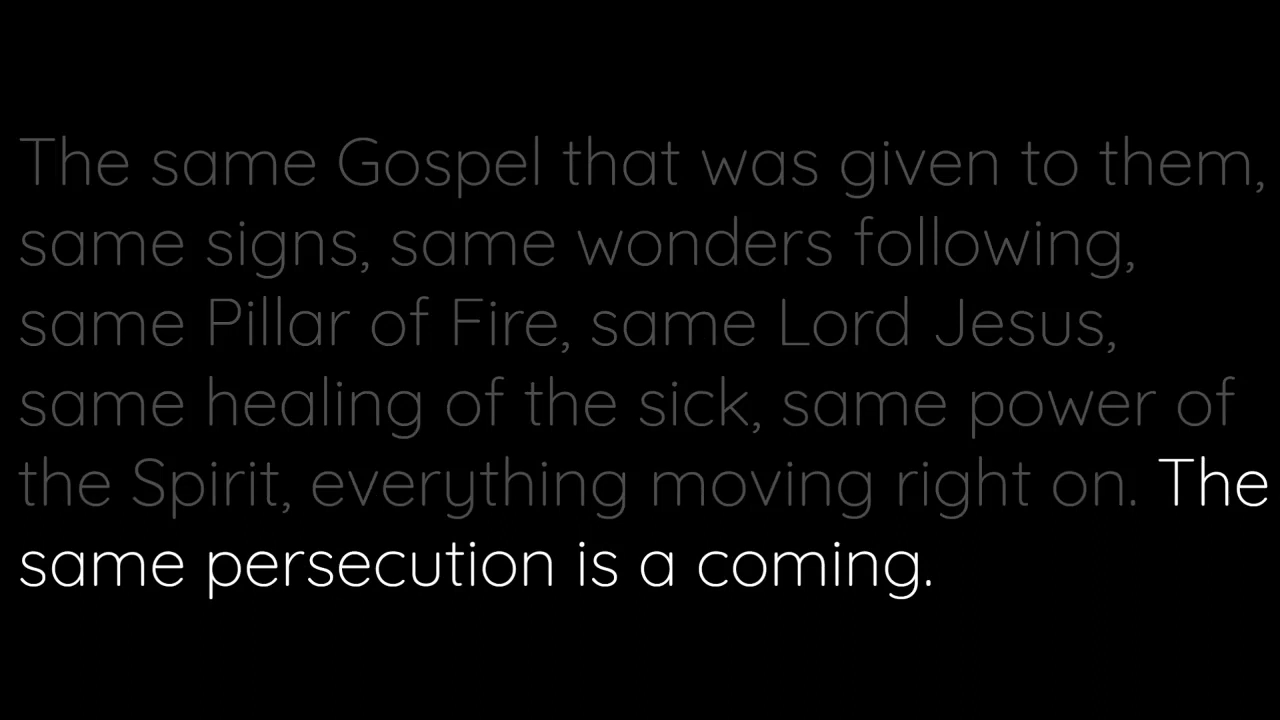 The same Gospel that was given to them,
same signs, same wonders following,
same Pillar of Fire, same Lord Jesus,
same healing of the sick, same power of
the Spirit, everything moving right on. The
same persecution is a coming.